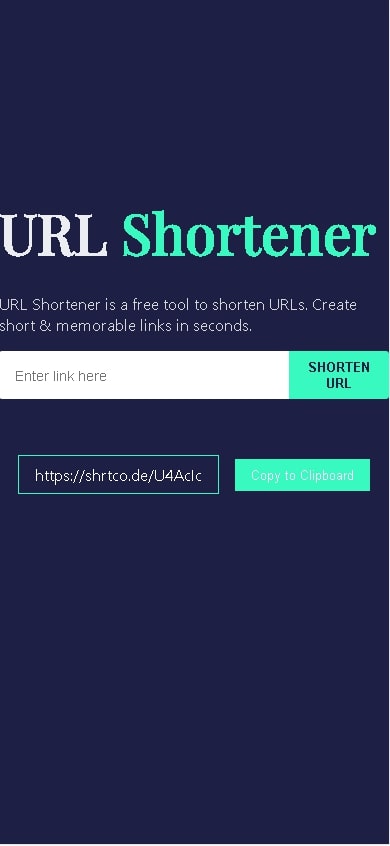 URL Shortener
URL Shortener is a free tool to shorten URLs. Create
short & memorable links in seconds.
Enter link here
SHORTEN
URL
https://shrtco.de/U4AcIc
Copy to Clipboard